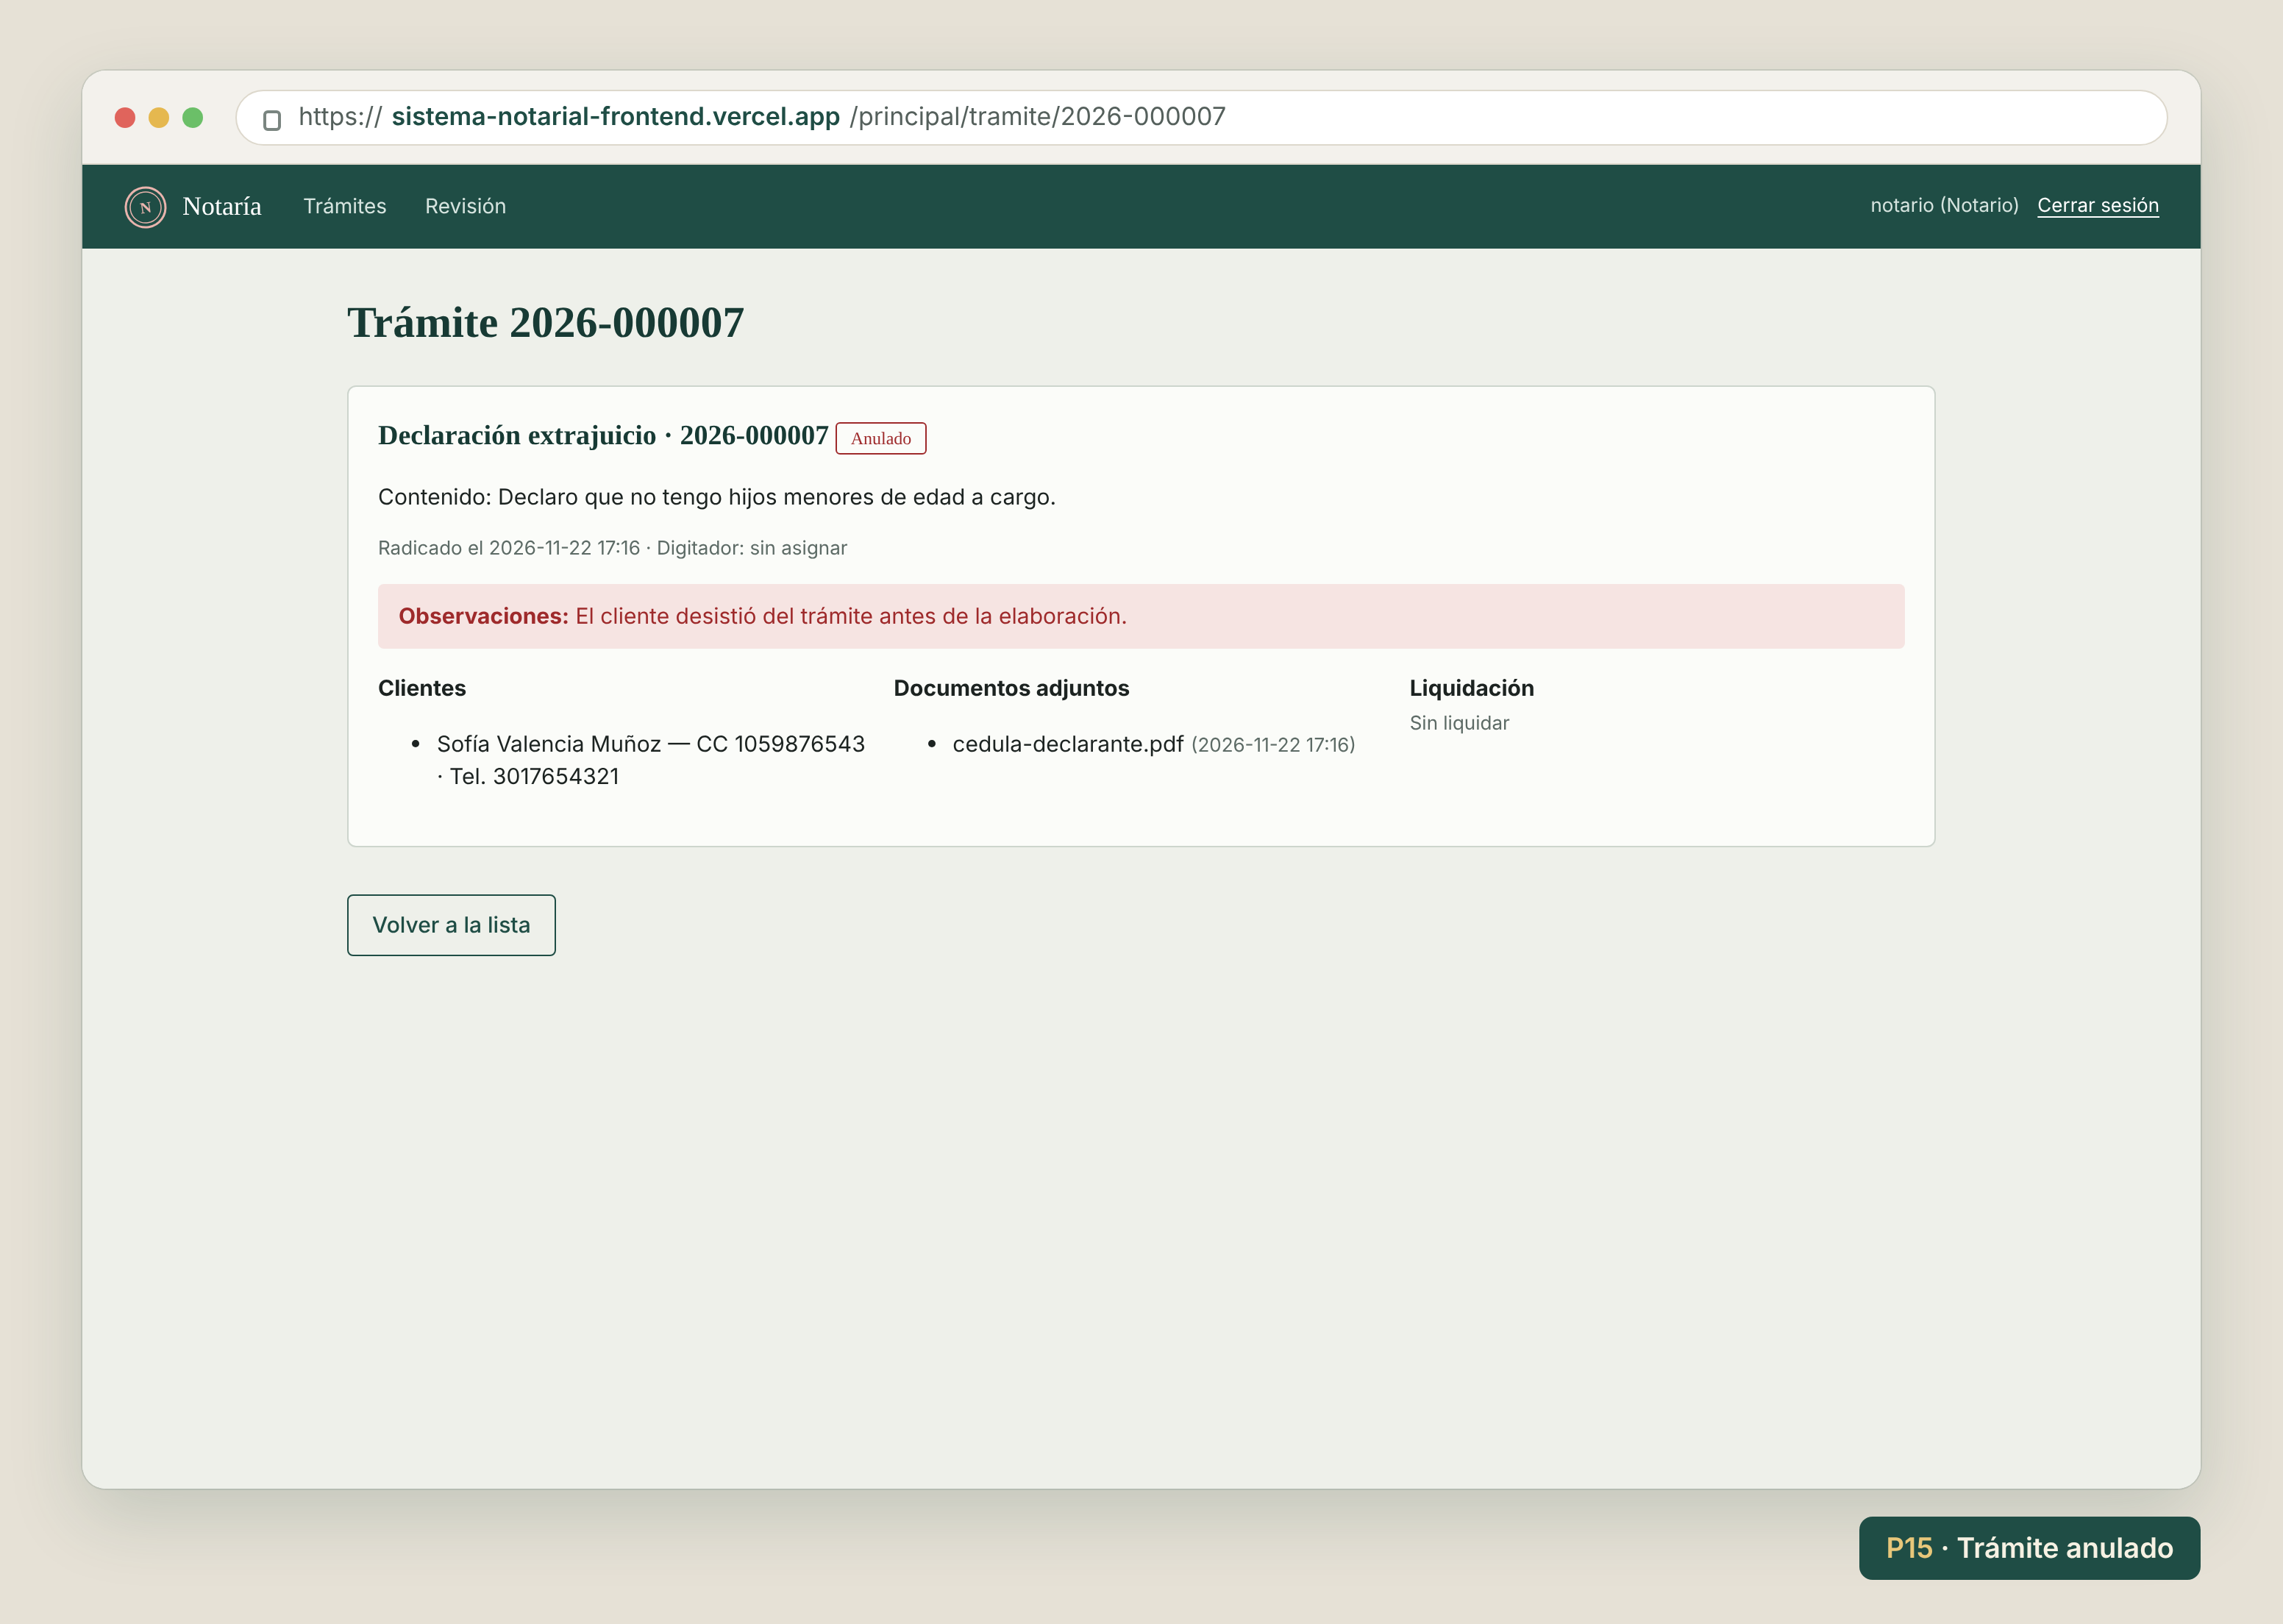 https:// sistema-notarial-frontend.vercel.app /principal/tramite/2026-000007
N Notaría Trámites Revisión notario (Notario) Cerrar sesión
Trámite 2026-000007
Declaración extrajuicio · 2026-000007 Anulado
Contenido: Declaro que no tengo hijos menores de edad a cargo.
Radicado el 2026-11-22 17:16 · Digitador: sin asignar
Observaciones: El cliente desistió del trámite antes de la elaboración.
Clientes
• Sofía Valencia Muñoz — CC 1059876543
· Tel. 3017654321
Documentos adjuntos
• cedula-declarante.pdf (2026-11-22 17:16)
Liquidación
Sin liquidar
Volver a la lista
P15 · Trámite anulado